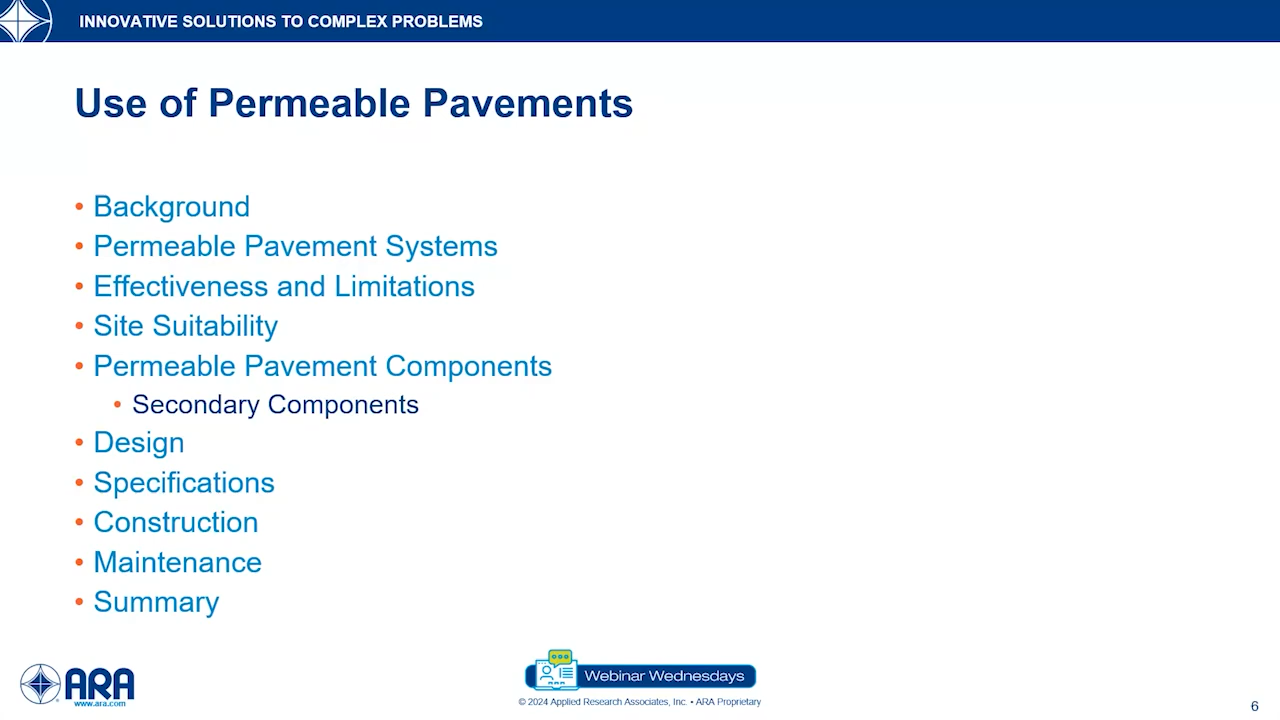 INNOVATIVE SOLUTIONS TO COMPLEX PROBLEMS
Use of Permeable Pavements
• Background
• Permeable Pavement Systems
• Effectiveness and Limitations
• Site Suitability
• Permeable Pavement Components
• Secondary Components
• Design
• Specifications
• Construction
• Maintenance
• Summary
ARA
www.ara.com
ARA
Webinar Wednesdays
© 2024 Applied Research Associates, Inc. • ARA Proprietary
6